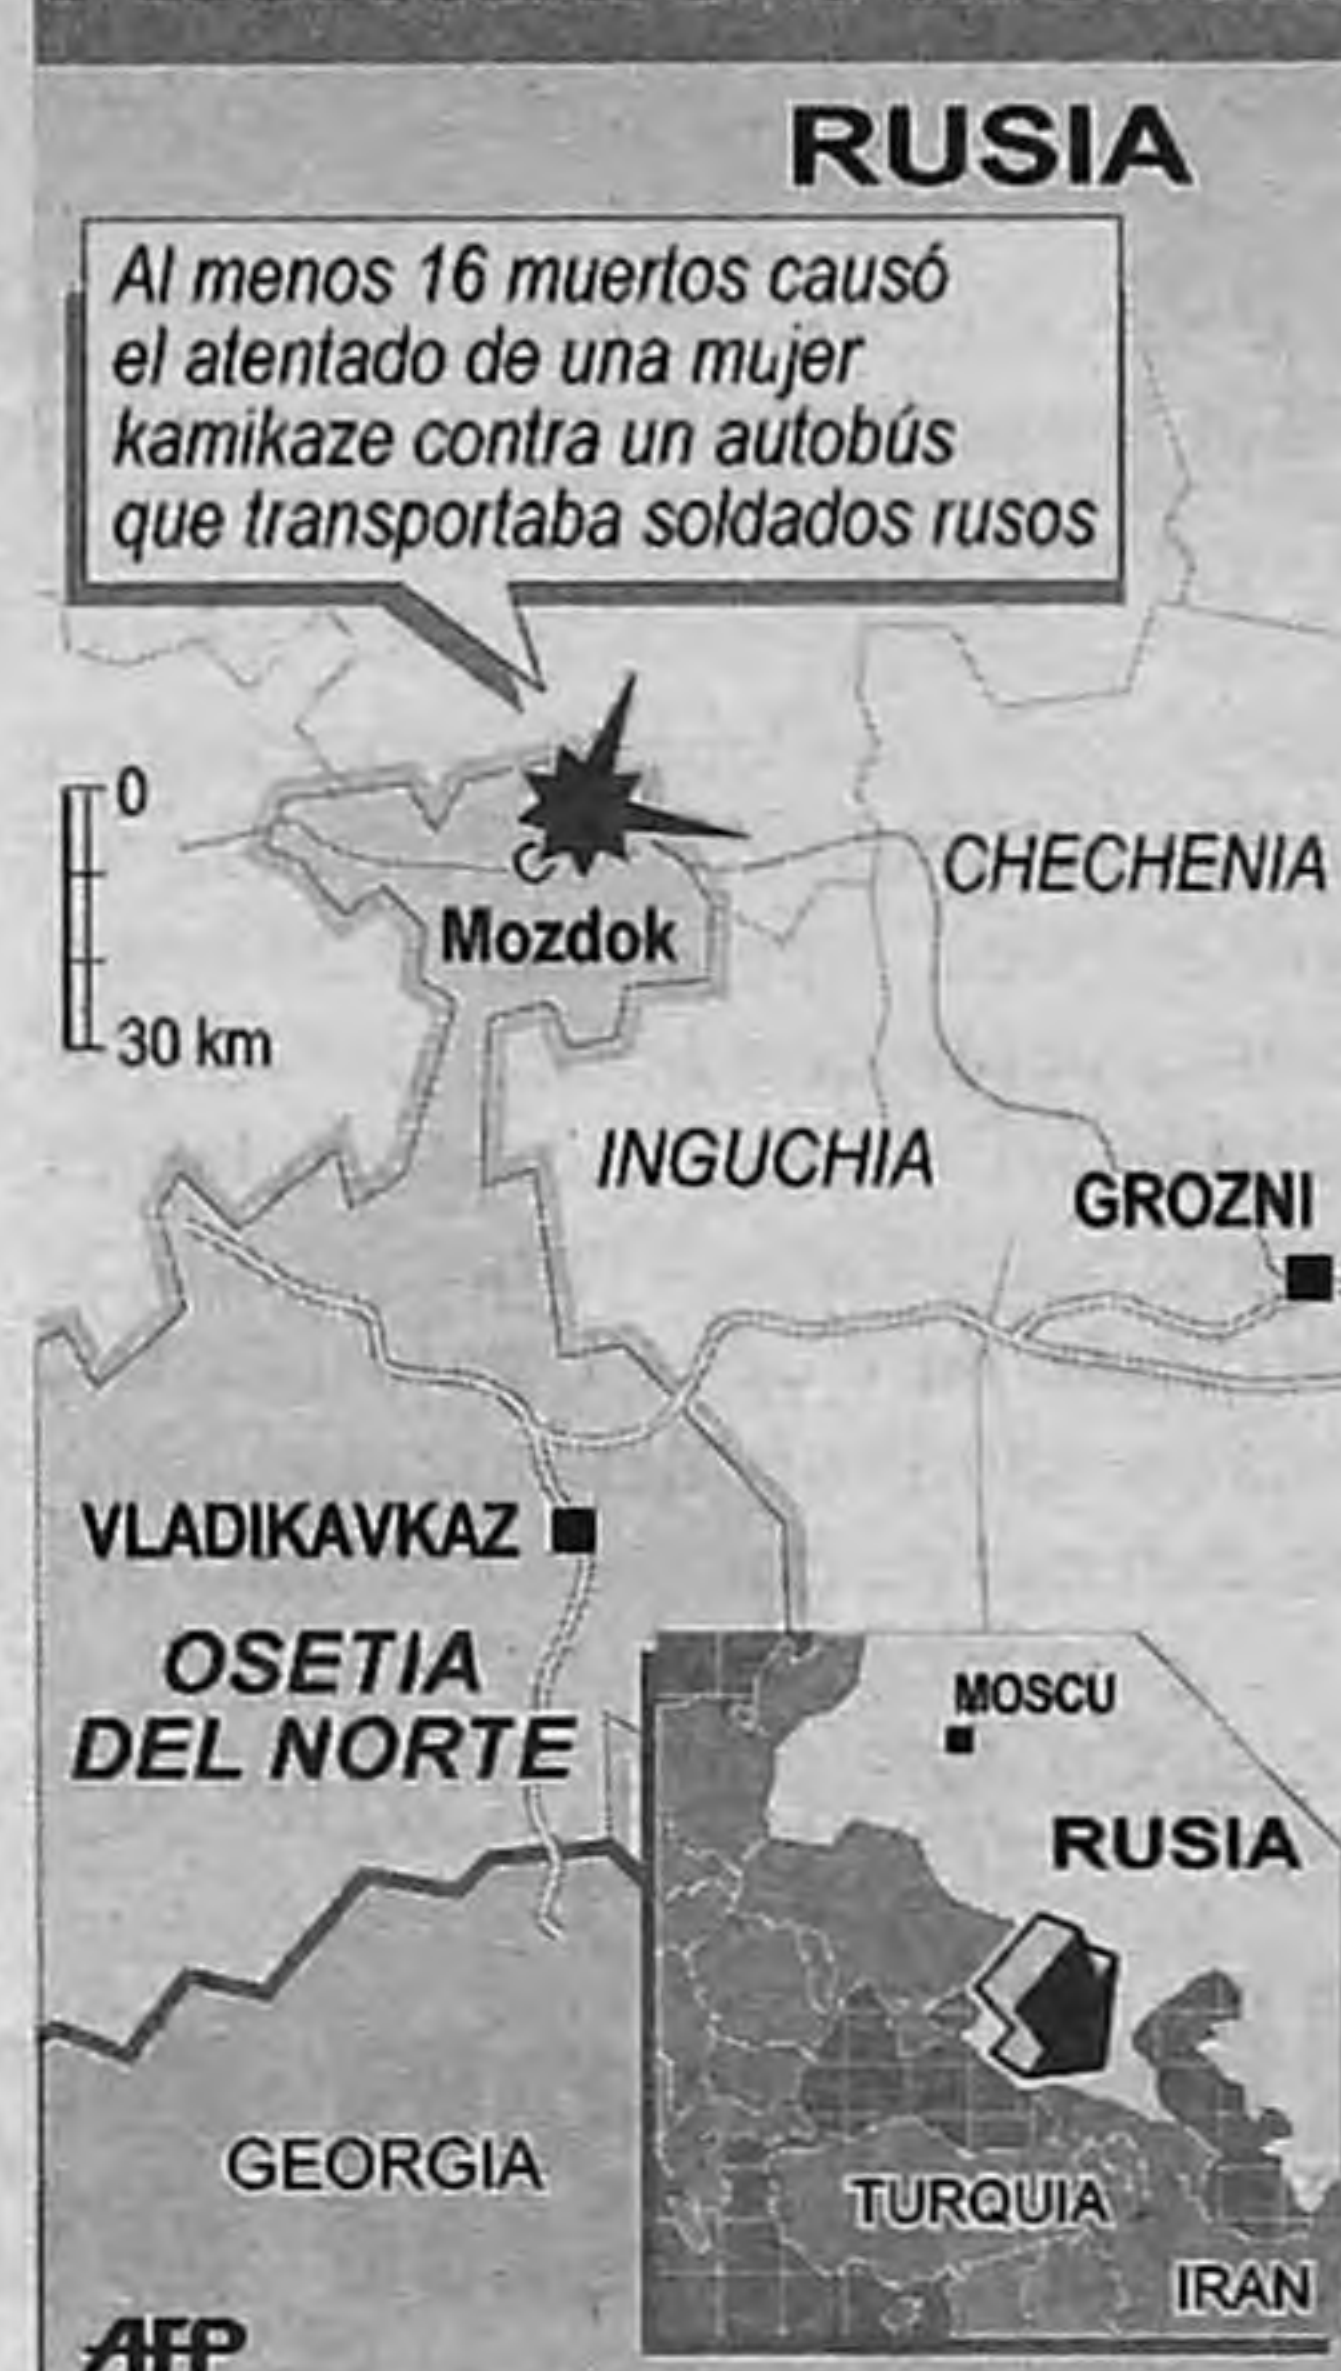 RUSIA
Al menos 16 muertos causó
el atentado de una mujer
kamikaze contra un autobús
que transportaba soldados rusos
0
30 km
CHECHENIA
Mozdok
INGUCHIA
GROZNI
VLADIKAVKAZ
OSETIA
DEL NORTE
MOSCU
RUSIA
GEORGIA
TURQUIA
IRAN
AFP